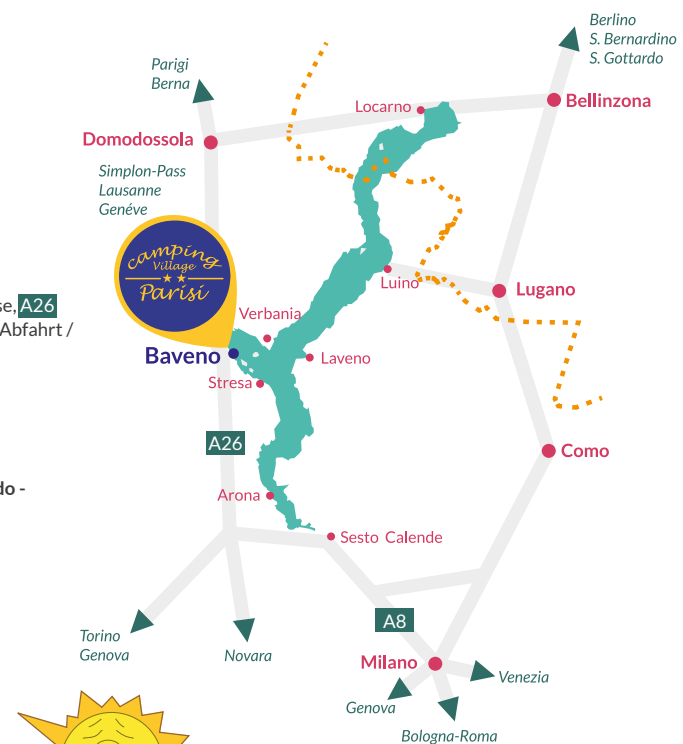 Berlino
S. Bernardino
S. Gottardo
Parigi
Berna
Locarno
Bellinzona
Domodossola
Simplon-Pass
Lausanne
Genéve
camping
Village
Parisi
Luino
Lugano
se, A26
Abfahrt /
Verbania
Baveno
Laveno
Stresa
A26
Como
do -
Arona
Sesto Calende
A8
Torino
Genova
Novara
Milano
Venezia
Genova
Bologna-Roma